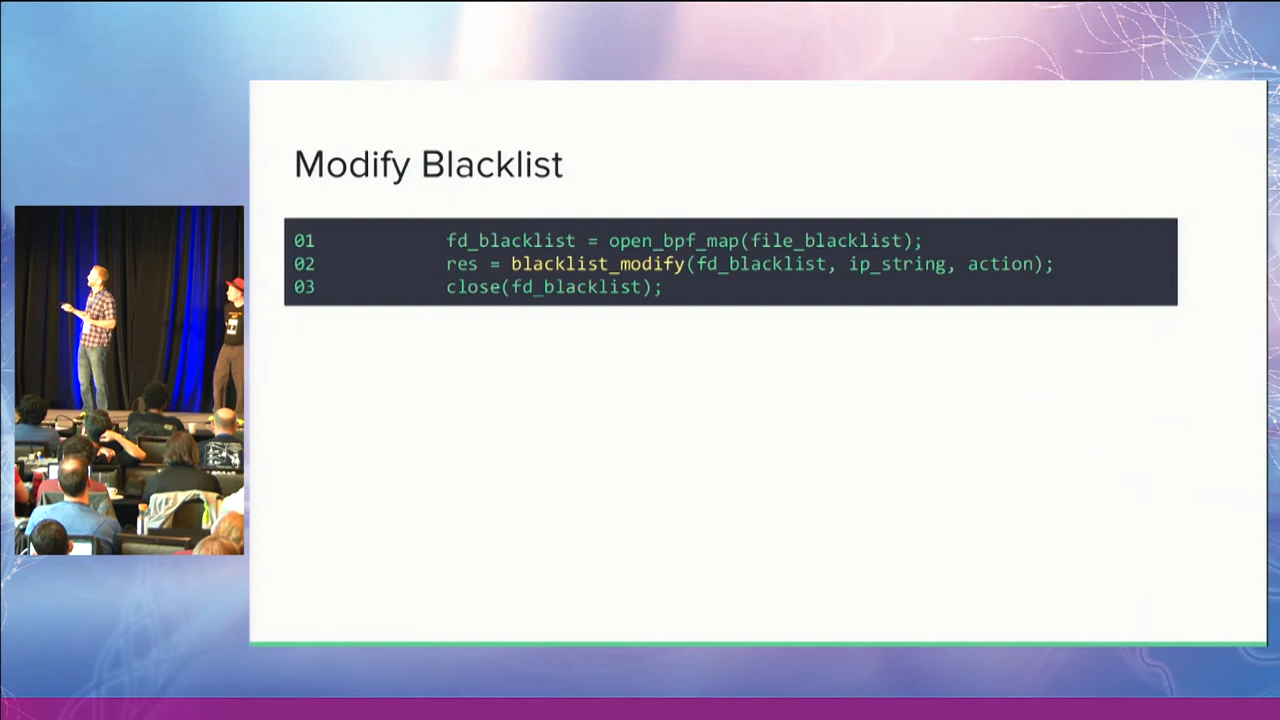 Modify Blacklist
01 fd_blacklist = open_bpf_map(file_blacklist);
02 res = blacklist_modify(fd_blacklist, ip_string, action);
03 close(fd_blacklist);